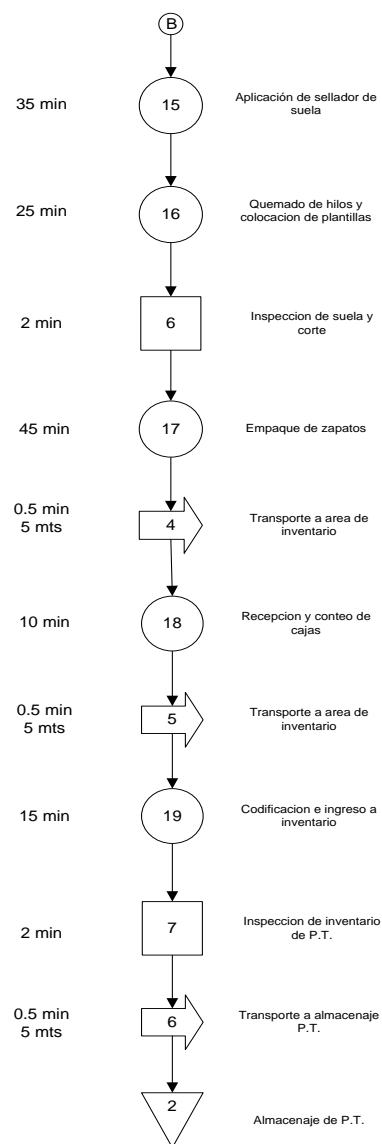 B
35 min
15
Aplicación de sellador de
suela
25 min
16
Quemado de hilos y
colocacion de plantillas
2 min
6
Inspeccion de suela y
corte
45 min
17
Empaque de zapatos
0.5 min
5 mts
4
Transporte a area de
inventario
10 min
18
Recepcion y conteo de
cajas
0.5 min
5 mts
5
Transporte a area de
inventario
15 min
19
Codificacion e ingreso a
inventario
2 min
7
Inspeccion de inventario
de P.T.
0.5 min
5 mts
6
Transporte a almacenaje
P.T.
2
Almacenaje de P.T.